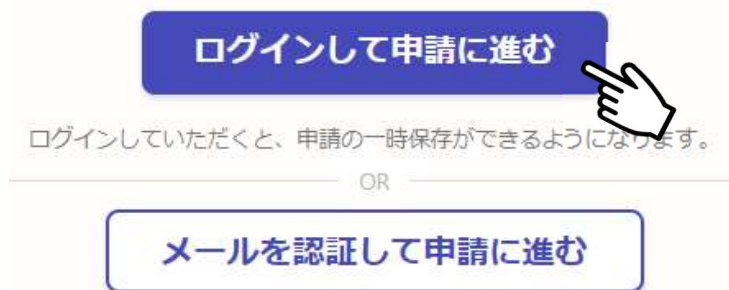 ログインして申請に進む
ログインしていただくと、申請の一時保存ができるようになります。
OR
メールを認証して申請に進む